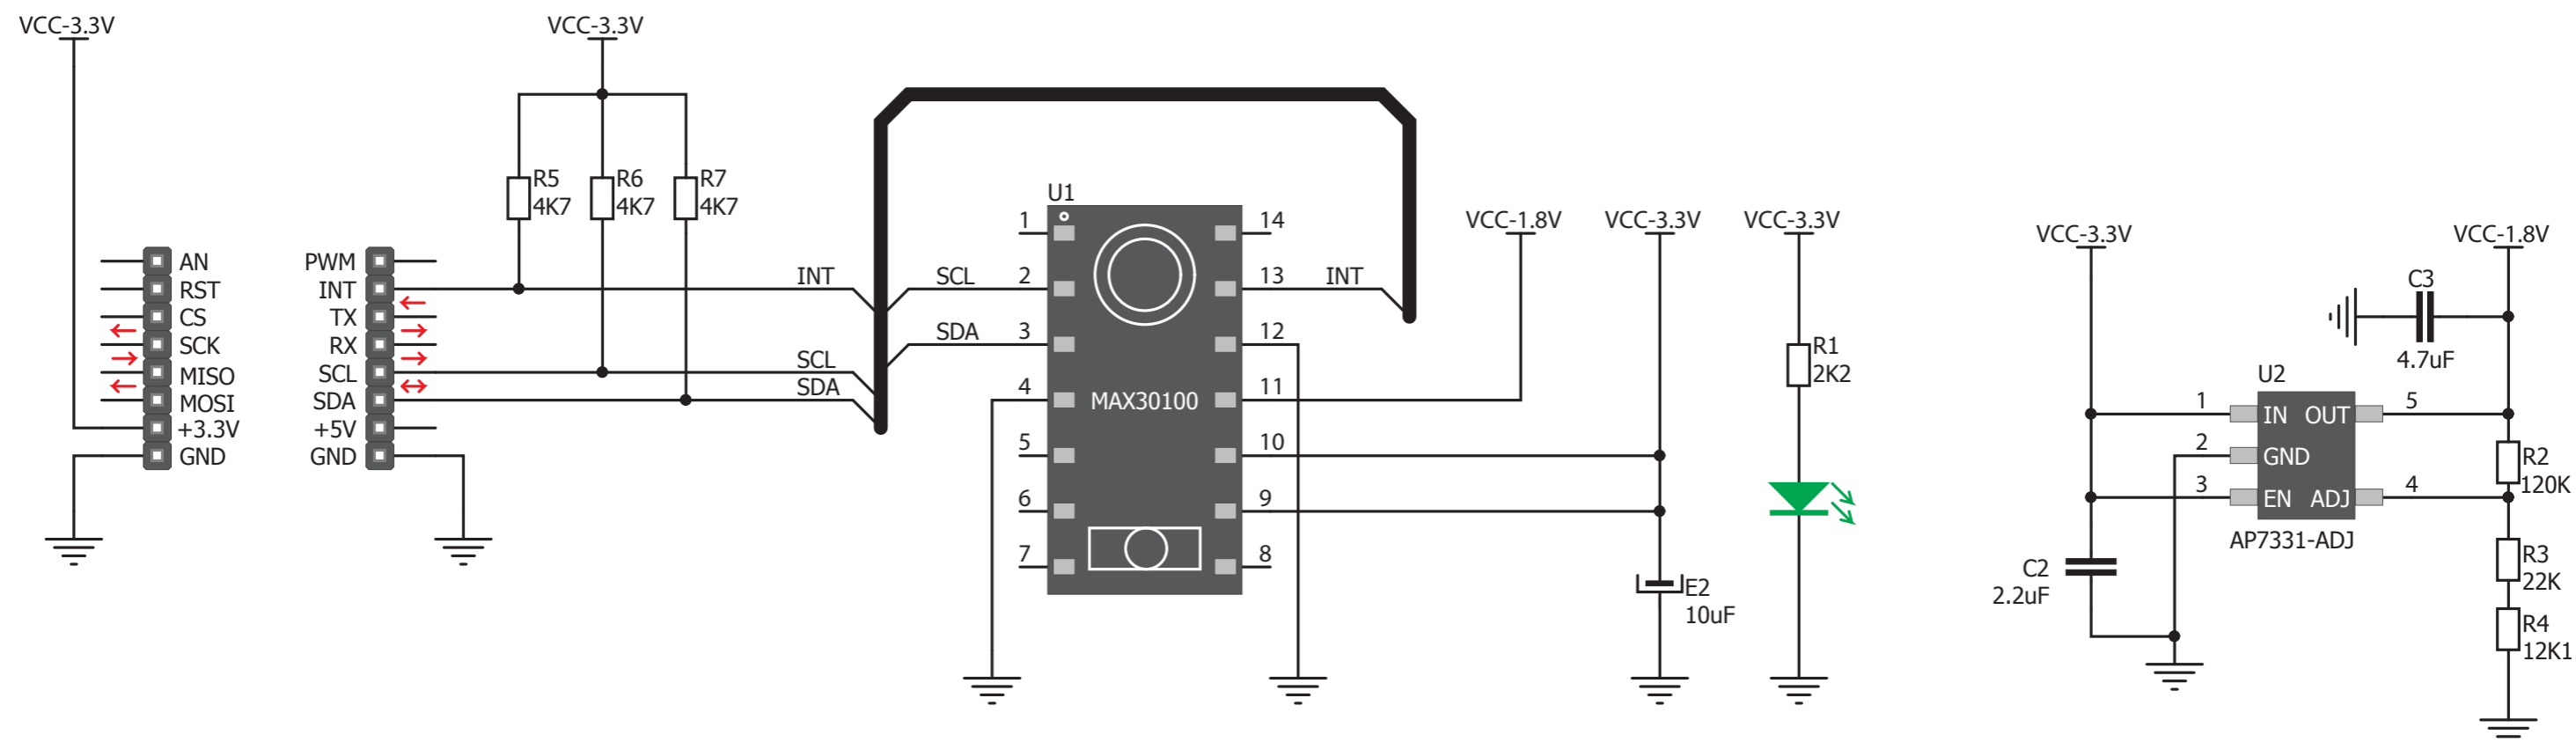 VCC-3.3V
AN
RST
CS
SCK
MISO
MOSI
+3.3V
GND
PWM
INT
TX
RX
SCL
SDA
+5V
GND
VCC-3.3V
R5
4K7
R6
4K7
R7
4K7
INT
SCL
SDA
SCL
SDA
U1
1
2
3
4
5
6
7
MAX30100
14
13
12
11
10
9
8
INT
VCC-1.8V
VCC-3.3V
E2
10uF
VCC-3.3V
R1
2K2
VCC-3.3V
C2
2.2uF
VCC-1.8V
C3
4.7uF
U2
1
2
3
IN OUT
GND
EN ADJ
5
4
AP7331-ADJ
R2
120K
R3
22K
R4
12K1